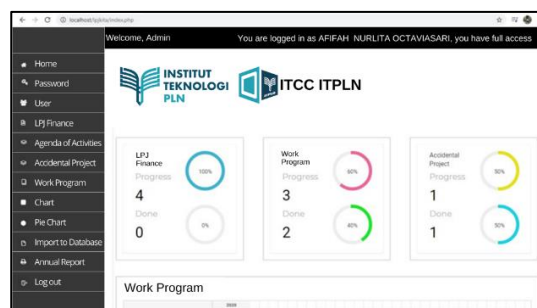 localhost/lpjkita/index.php
Welcome, Admin
You are logged in as AFIFAH NURLITA OCTAVIASARI, you have full access
Home
Password
User
LPJ Finance
Agenda of Activities
Accidental Project
Work Program
Chart
Pie Chart
Import to Database
Annual Report
Log out
INSTITUT
TEKNOLOGI
PLN
ITCC ITPLN
LPJ
Finance
Progress
100%
4
Done
0%
0
Work
Program
Progress
60%
3
Done
40%
2
Accidental
Project
Progress
50%
1
Done
50%
1
Work Program
2020